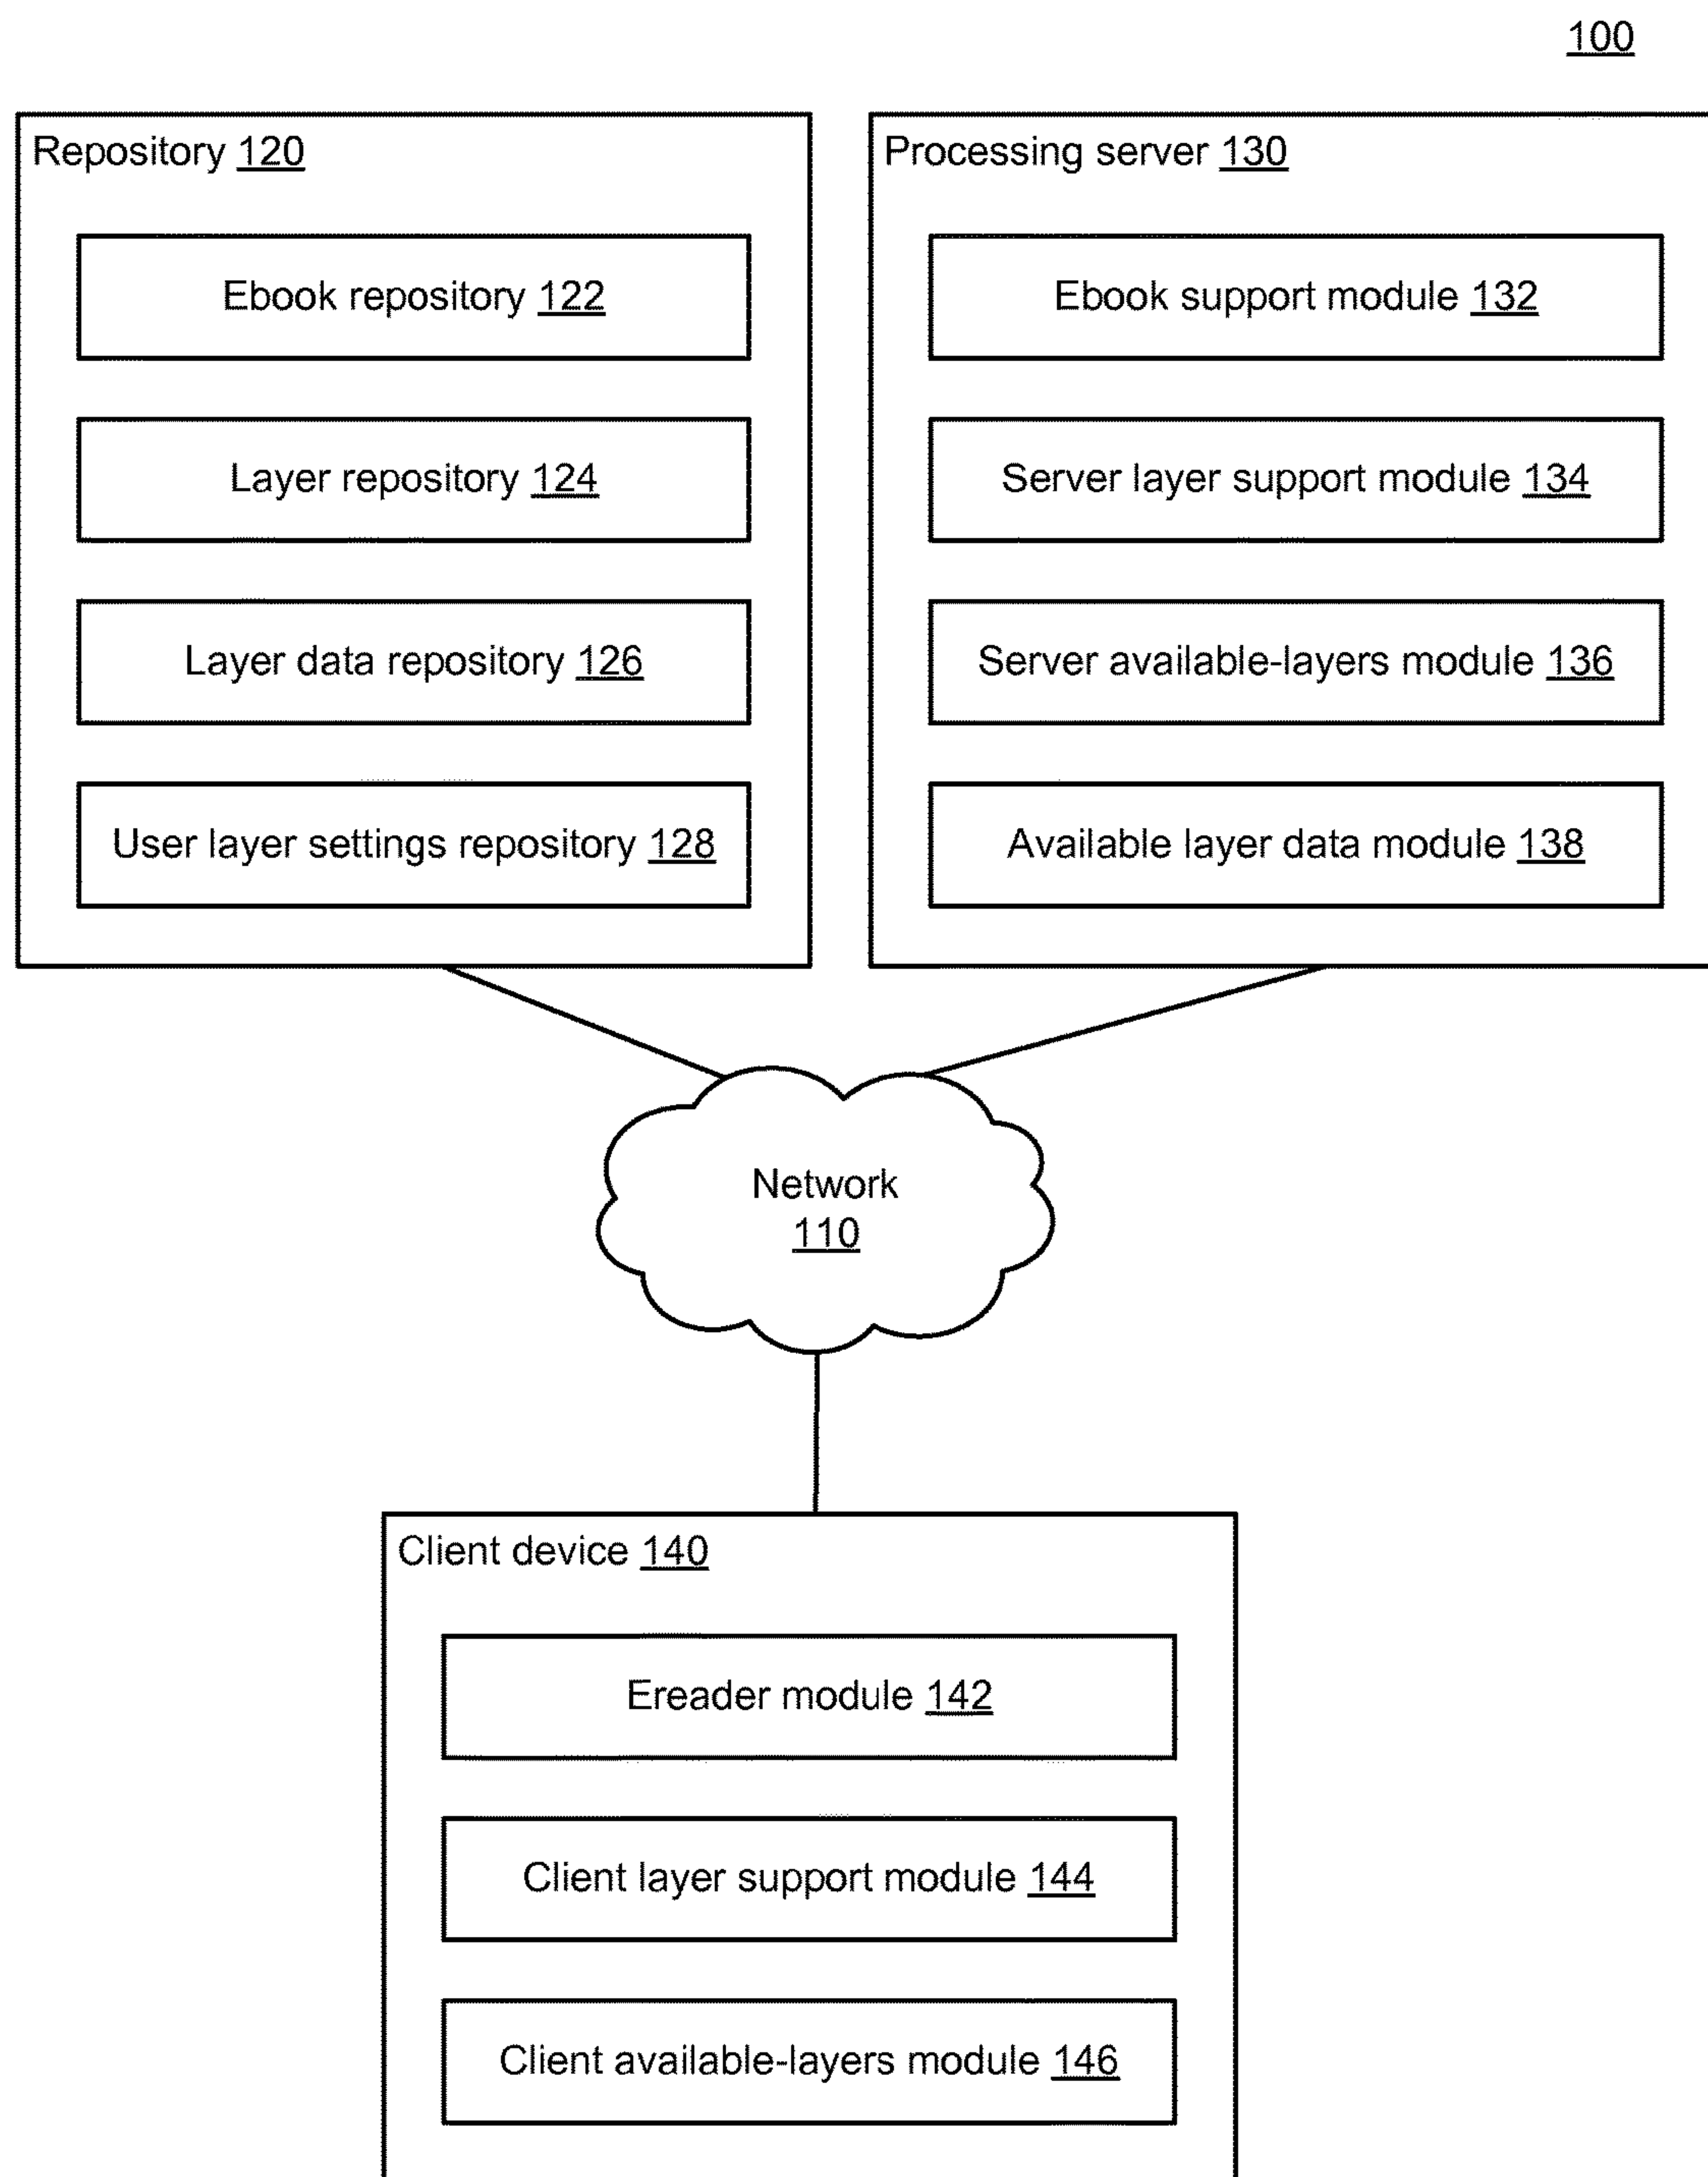 100
Repository 120
Ebook repository 122
Layer repository 124
Layer data repository 126
User layer settings repository 128
Processing server 130
Ebook support module 132
Server layer support module 134
Server available-layers module 136
Available layer data module 138
Network
110
Client device 140
Ereader module 142
Client layer support module 144
Client available-layers module 146